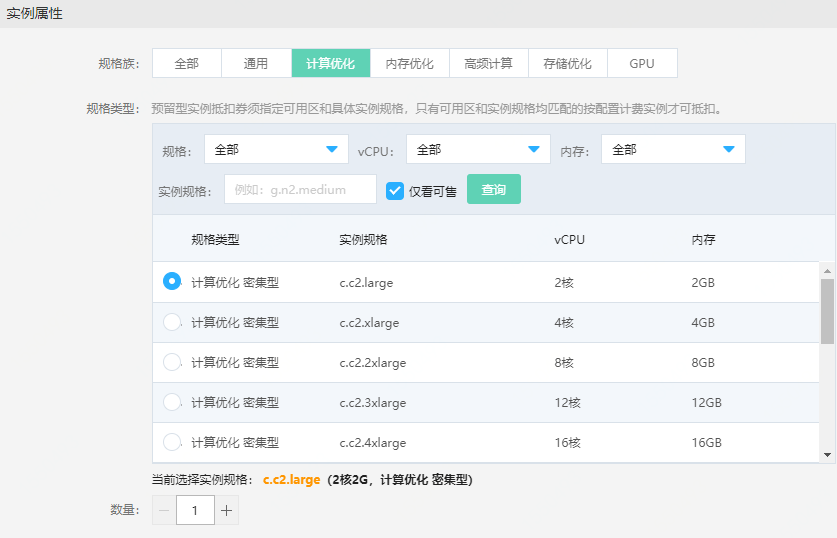 实例属性
规格族： 全部 通用 计算优化 内存优化 高频计算 存储优化 GPU
规格类型： 预留型实例抵扣券须指定可用区和具体实例规格，只有可用区和实例规格均匹配的按配置计费实例才可抵扣。
规格： 全部 vCPU： 全部 内存： 全部
实例规格： 例如：g.n2.medium 仅看可售 查询
规格类型 实例规格 vCPU 内存
计算优化 密集型 c.c2.large 2核 2GB
计算优化 密集型 c.c2.xlarge 4核 4GB
计算优化 密集型 c.c2.2xlarge 8核 8GB
计算优化 密集型 c.c2.3xlarge 12核 12GB
计算优化 密集型 c.c2.4xlarge 16核 16GB
当前选择实例规格： c.c2.large（2核2G，计算优化 密集型）
数量： − 1 +